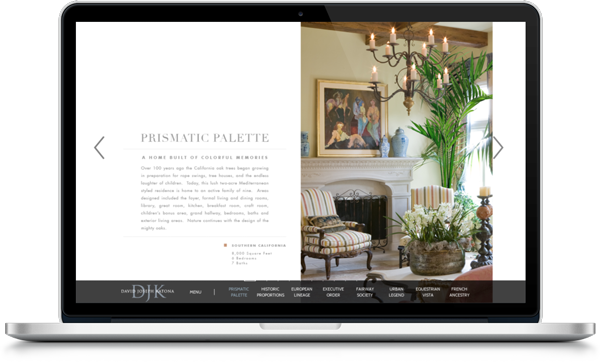 PRISMATIC PALETTE
A HOME BUILT OF COLORFUL MEMORIES
Over 100 years ago the California oak trees began growing
in preparation for rope swings, tree houses, and the endless
laughter of children. Today, this lush two-acre Mediterranean
styled residence is home to an active family of nine. Areas
designed included the foyer, formal living and dining rooms,
library, great room, kitchen, breakfast room, craft room,
children's bonus area, grand hallway, bedrooms, baths and
exterior living areas. Nature continues with the design of the
mighty oaks.
SOUTHERN CALIFORNIA
8,000 Square Feet
6 Bedrooms
7 Baths
DJK
DAVID JOSEPH KATONA
MENU
PRISMATIC PALETTE
HISTORIC PROPORTIONS
EUROPEAN LINEAGE
EXECUTIVE ORDER
FAIRWAY SOCIETY
URBAN LEGEND
EQUESTRIAN VISTA
FRENCH ANCESTRY